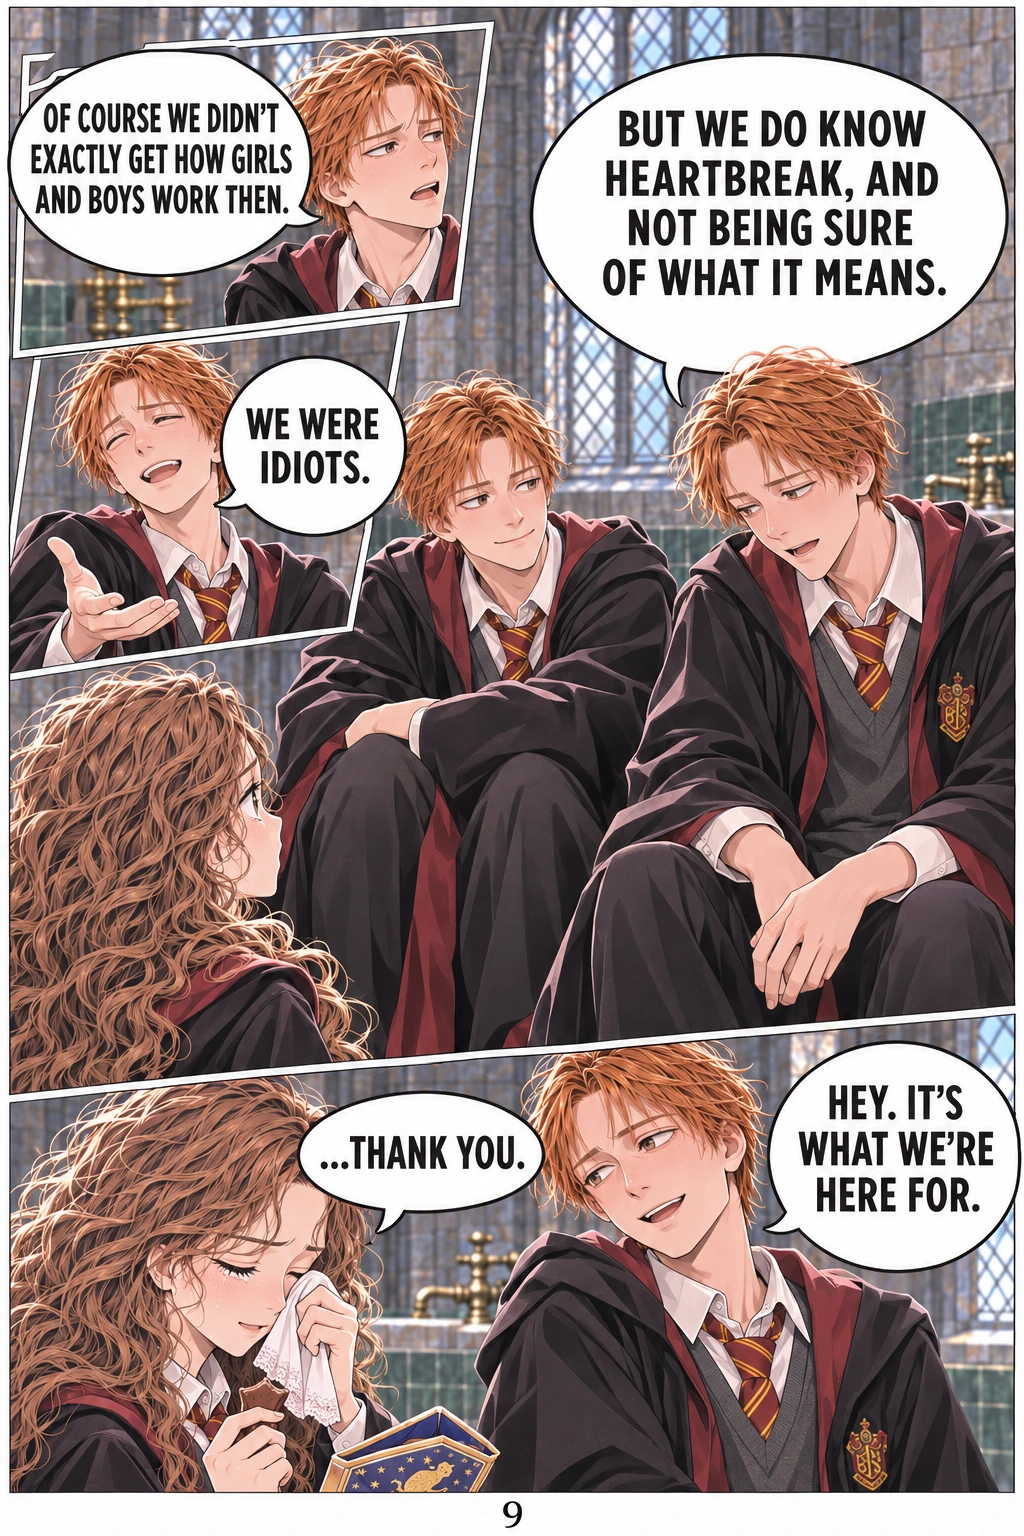 OF COURSE WE DIDN'T
EXACTLY GET HOW GIRLS
AND BOYS WORK THEN.
BUT WE DO KNOW
HEARTBREAK, AND
NOT BEING SURE
OF WHAT IT MEANS.
WE WERE
IDIOTS.
...THANK YOU.
HEY. IT'S
WHAT WE'RE
HERE FOR.
9